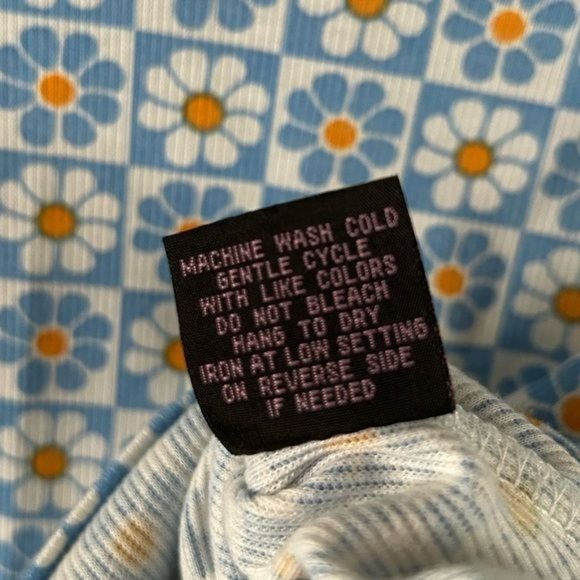 MACHINE WASH COLD
GENTLE CYCLE
WITH LIKE COLORS
DO NOT BLEACH
HANG TO DRY
IRON AT LOW SETTING
ON REVERSE SIDE
IF NEEDED